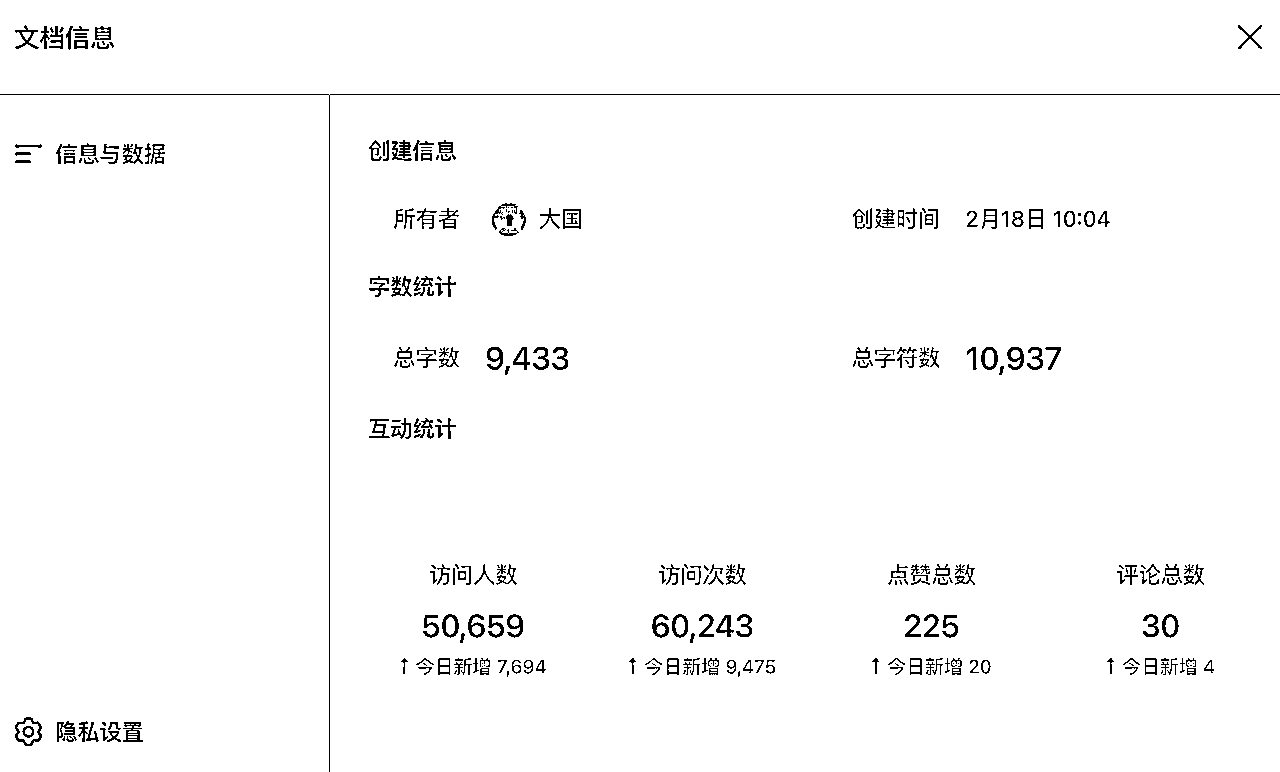 文档信息
信息与数据
创建信息
所有者 大国 创建时间 2月18日 10:04
字数统计
总字数 9,433 总字符数 10,937
互动统计
访问人数 访问次数 点赞总数 评论总数
50,659 60,243 225 30
↑ 今日新增 7,694 ↑ 今日新增 9,475 ↑ 今日新增 20 ↑ 今日新增 4
隐私设置